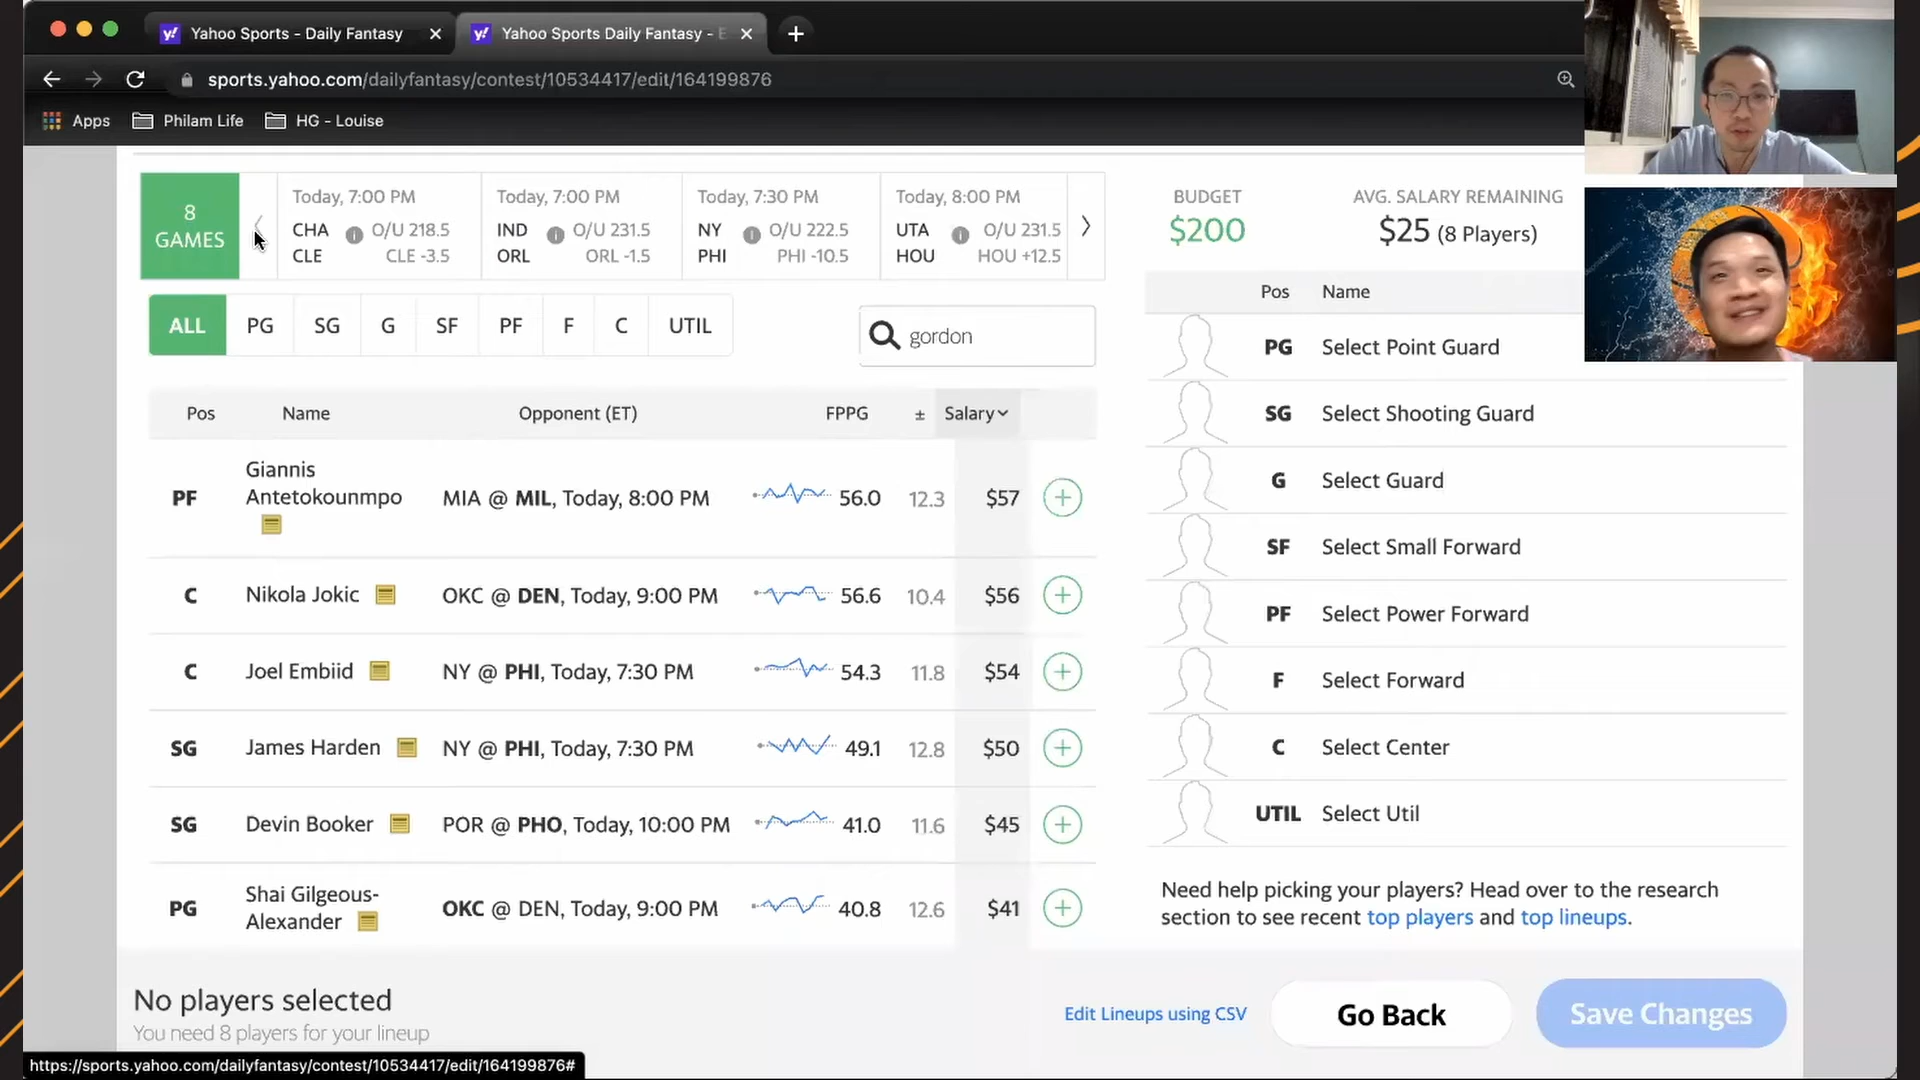 Yahoo Sports - Daily Fantasy
Yahoo Sports Daily Fantasy - E
sports.yahoo.com/dailyfantasy/contest/10534417/edit/164199876
Apps
Philam Life
HG - Louise
8
GAMES
Today, 7:00 PM
CHA O/U 218.5
CLE CLE -3.5
Today, 7:00 PM
IND O/U 231.5
ORL ORL -1.5
Today, 7:30 PM
NY O/U 222.5
PHI PHI -10.5
Today, 8:00 PM
UTA O/U 231.5
HOU HOU +12.5
BUDGET
$200
AVG. SALARY REMAINING
$25 (8 Players)
ALL PG SG G SF PF F C UTIL
gordon
Pos Name Opponent (ET) FPPG ± Salary
PF Giannis Antetokounmpo MIA @ MIL, Today, 8:00 PM 56.0 12.3 $57
C Nikola Jokic OKC @ DEN, Today, 9:00 PM 56.6 10.4 $56
C Joel Embiid NY @ PHI, Today, 7:30 PM 54.3 11.8 $54
SG James Harden NY @ PHI, Today, 7:30 PM 49.1 12.8 $50
SG Devin Booker POR @ PHO, Today, 10:00 PM 41.0 11.6 $45
PG Shai Gilgeous-Alexander OKC @ DEN, Today, 9:00 PM 40.8 12.6 $41
Pos Name
PG Select Point Guard
SG Select Shooting Guard
G Select Guard
SF Select Small Forward
PF Select Power Forward
F Select Forward
C Select Center
UTIL Select Util
Need help picking your players? Head over to the research
section to see recent top players and top lineups.
No players selected
You need 8 players for your lineup
Edit Lineups using CSV
Go Back
Save Changes
https://sports.yahoo.com/dailyfantasy/contest/10534417/edit/164199876#